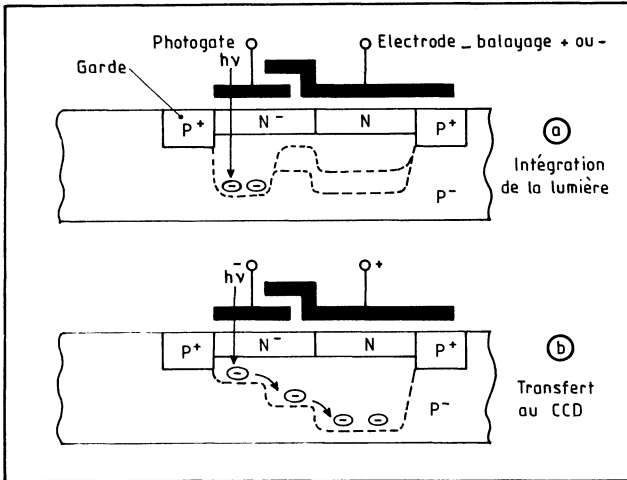 Photogate
Electrode _ balayage + ou -
hν
Garde
P+
N-
N
P+
a
Intégration
de la lumière
- -
P-
- +
hν
P+
N-
N
P+
b
Transfert
au CCD
-
-
- -
P-